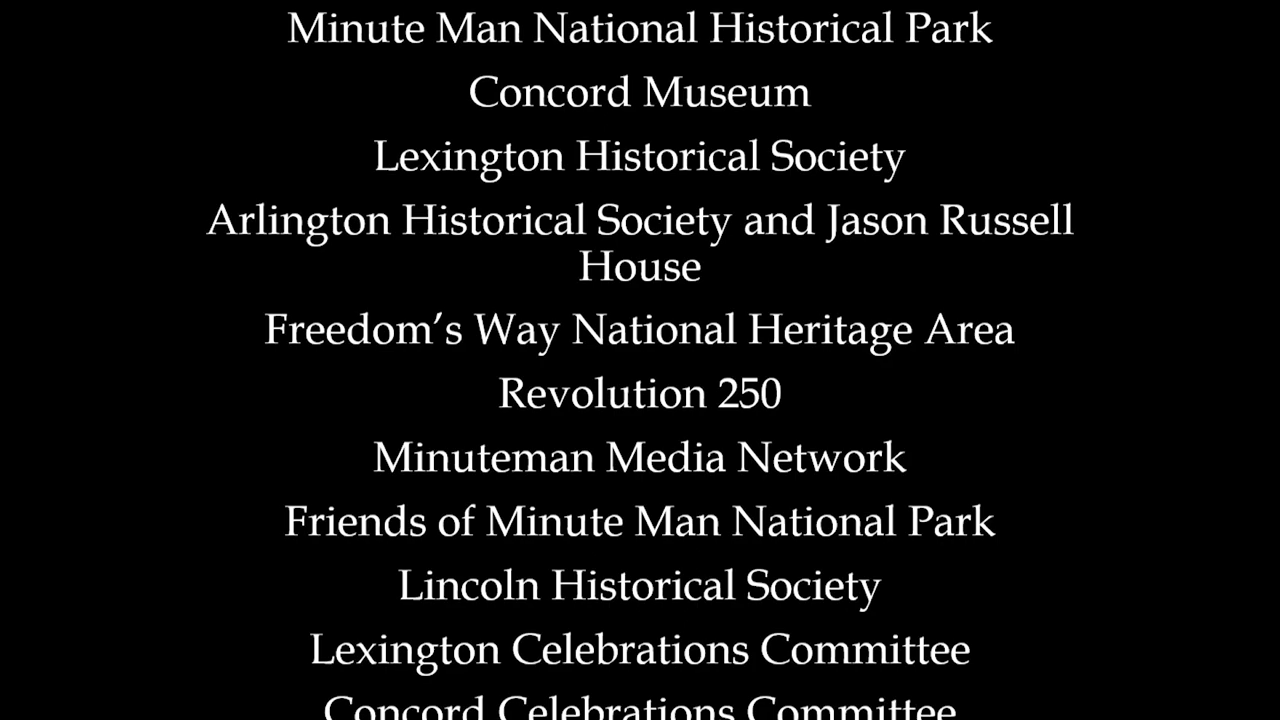 Minute Man National Historical Park
Concord Museum
Lexington Historical Society
Arlington Historical Society and Jason Russell
House
Freedom’s Way National Heritage Area
Revolution 250
Minuteman Media Network
Friends of Minute Man National Park
Lincoln Historical Society
Lexington Celebrations Committee
Concord Celebrations Committee